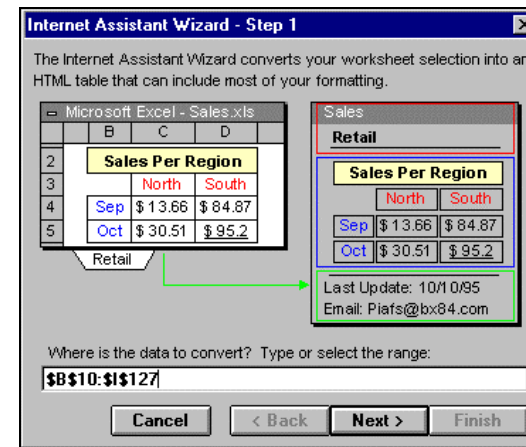 Internet Assistant Wizard - Step 1
The Internet Assistant Wizard converts your worksheet selection into an
HTML table that can include most of your formatting.
Microsoft Excel - Sales.xls
B C D
2 Sales Per Region
3 North South
4 Sep $13.66 $84.87
5 Oct $30.51 $95.2
Retail
Sales
Retail
Sales Per Region
North South
Sep $13.66 $84.87
Oct $30.51 $95.2
Last Update: 10/10/95
Email: Piafs@bx84.com
Where is the data to convert? Type or select the range:
$B$10:$I$127
Cancel < Back Next > Finish